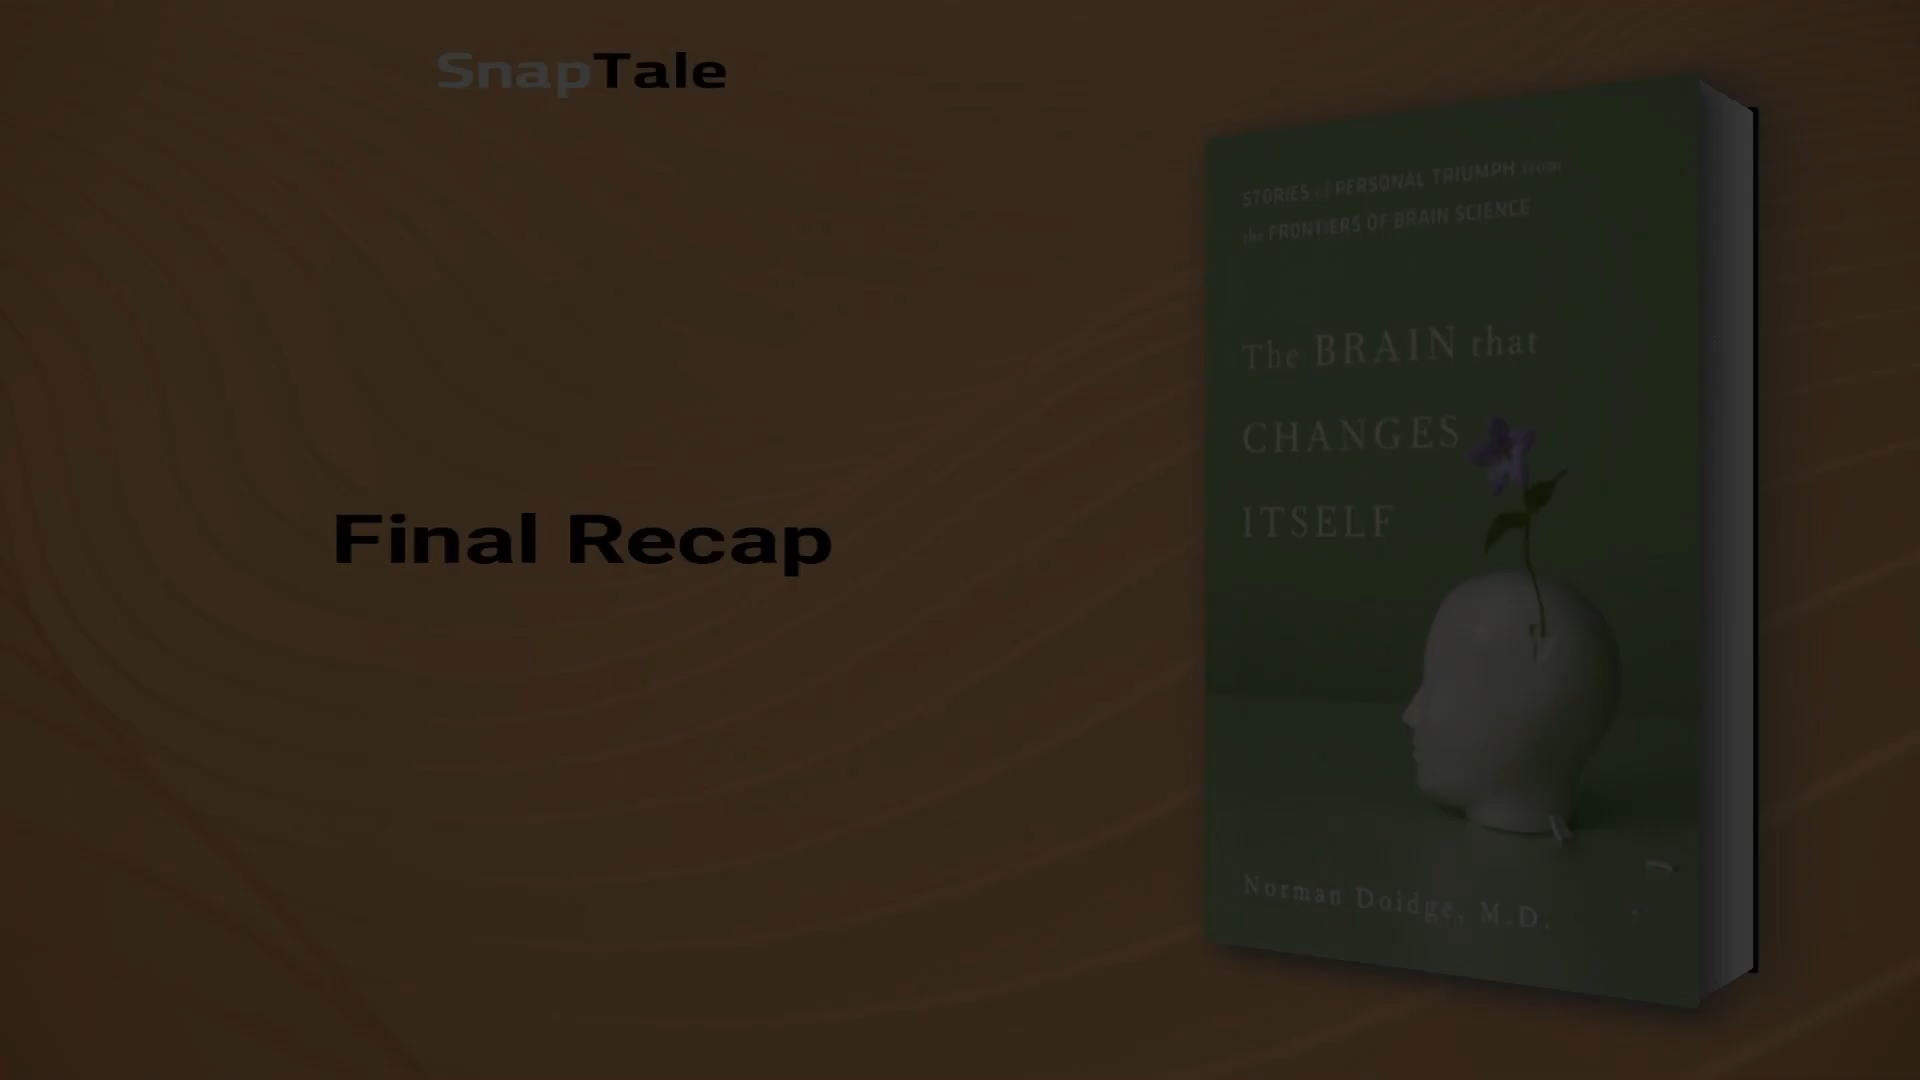 SnapTale
Final Recap
STORIES of PERSONAL TRIUMPH from
the FRONTIERS OF BRAIN SCIENCE
The BRAIN that
CHANGES
ITSELF
Norman Doidge, M.D.